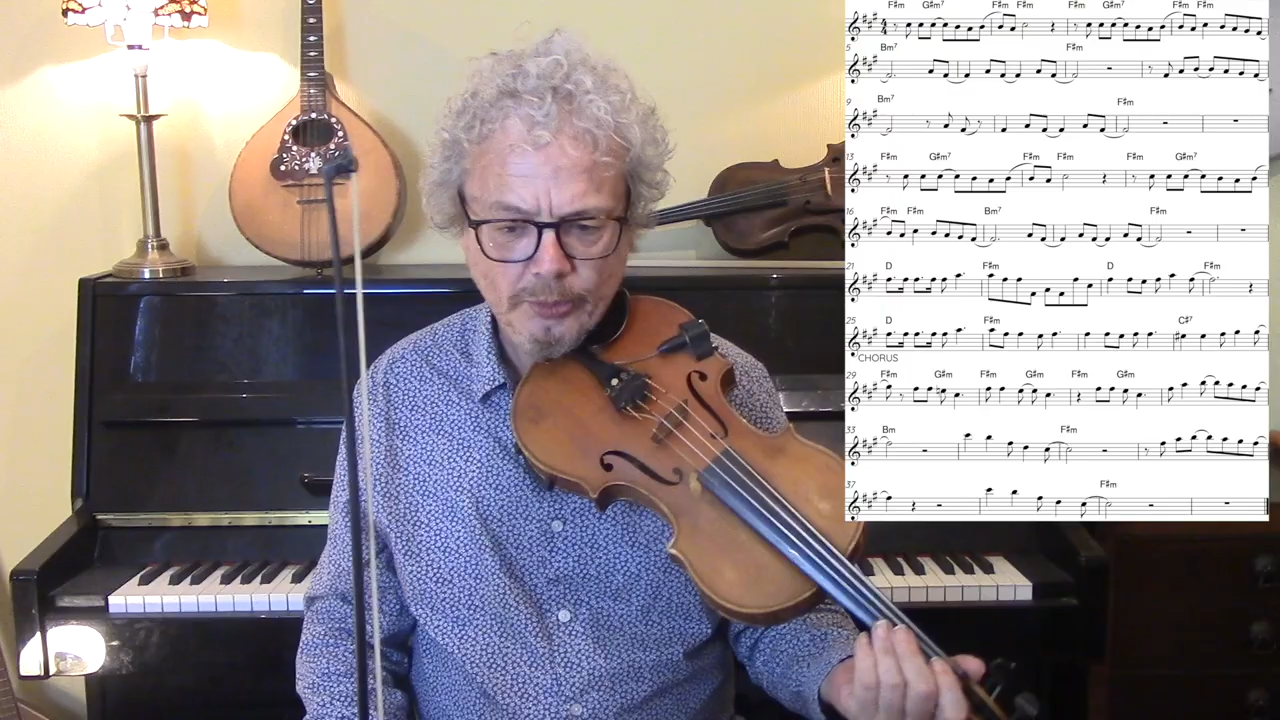 F#m G#m7 F#m F#m F#m G#m7 F#m F#m
5 Bm7 F#m
9 Bm7 F#m
13 F#m G#m7 F#m F#m F#m G#m7
16 F#m F#m Bm7 F#m
21 D F#m D F#m
25 D F#m C#7
CHORUS
29 F#m G#m F#m G#m F#m G#m
33 Bm F#m
37 F#m